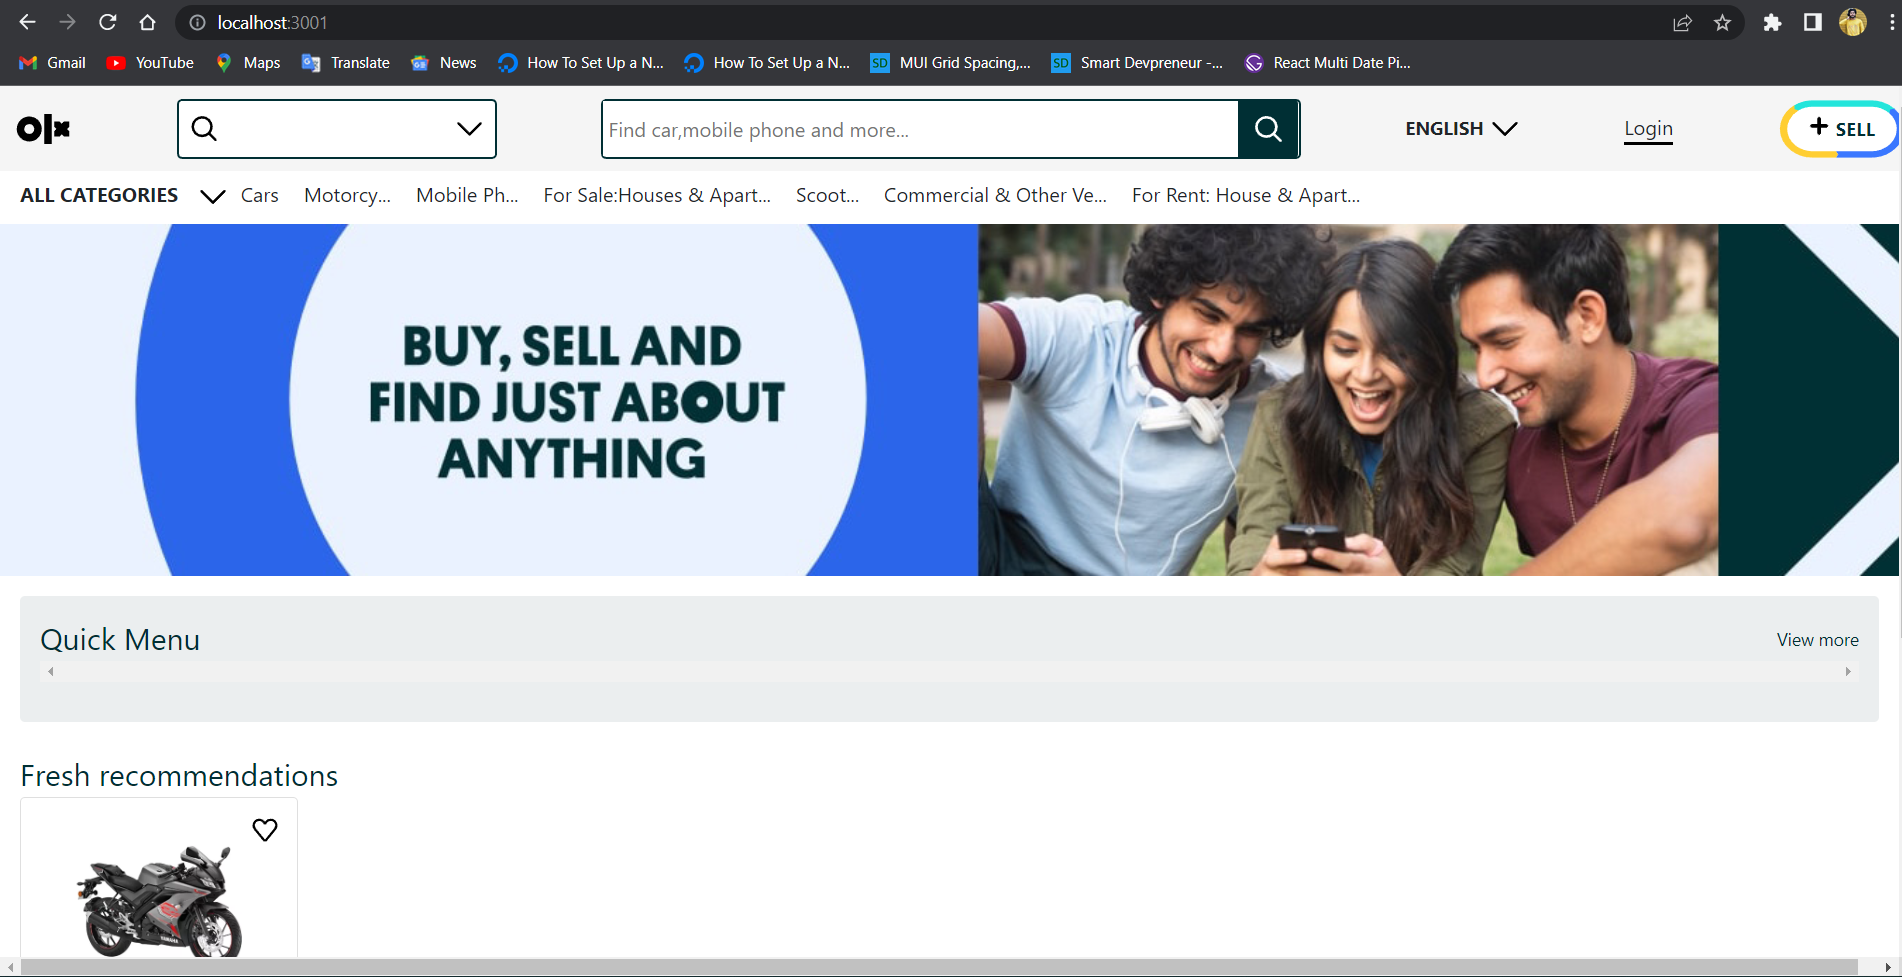 localhost:3001
Gmail YouTube Maps Translate News How To Set Up a N... How To Set Up a N... SD MUI Grid Spacing,... SD Smart Devpreneur -... React Multi Date Pi...
olx Find car,mobile phone and more... ENGLISH Login + SELL
ALL CATEGORIES Cars Motorcy... Mobile Ph... For Sale:Houses & Apart... Scoot... Commercial & Other Ve... For Rent: House & Apart...
BUY, SELL AND
FIND JUST ABOUT
ANYTHING
Quick Menu View more
Fresh recommendations
YAMAHA